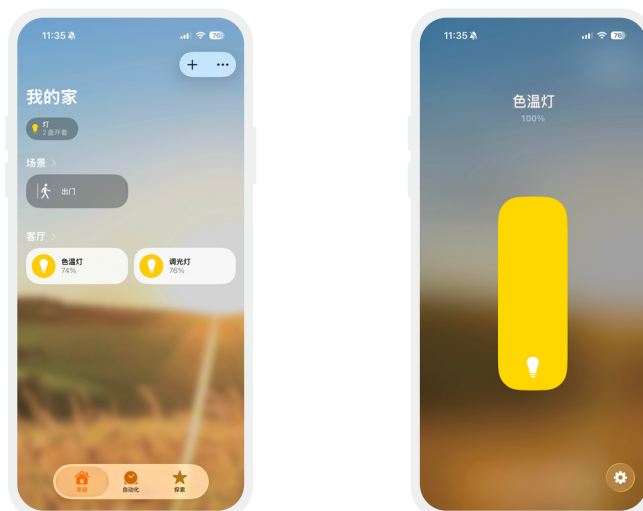 11:35
76
我的家
灯
2 盏开着
场景
出门
客厅
色温灯
74%
调光灯
76%
家庭
自动化
探索
11:35
76
色温灯
100%